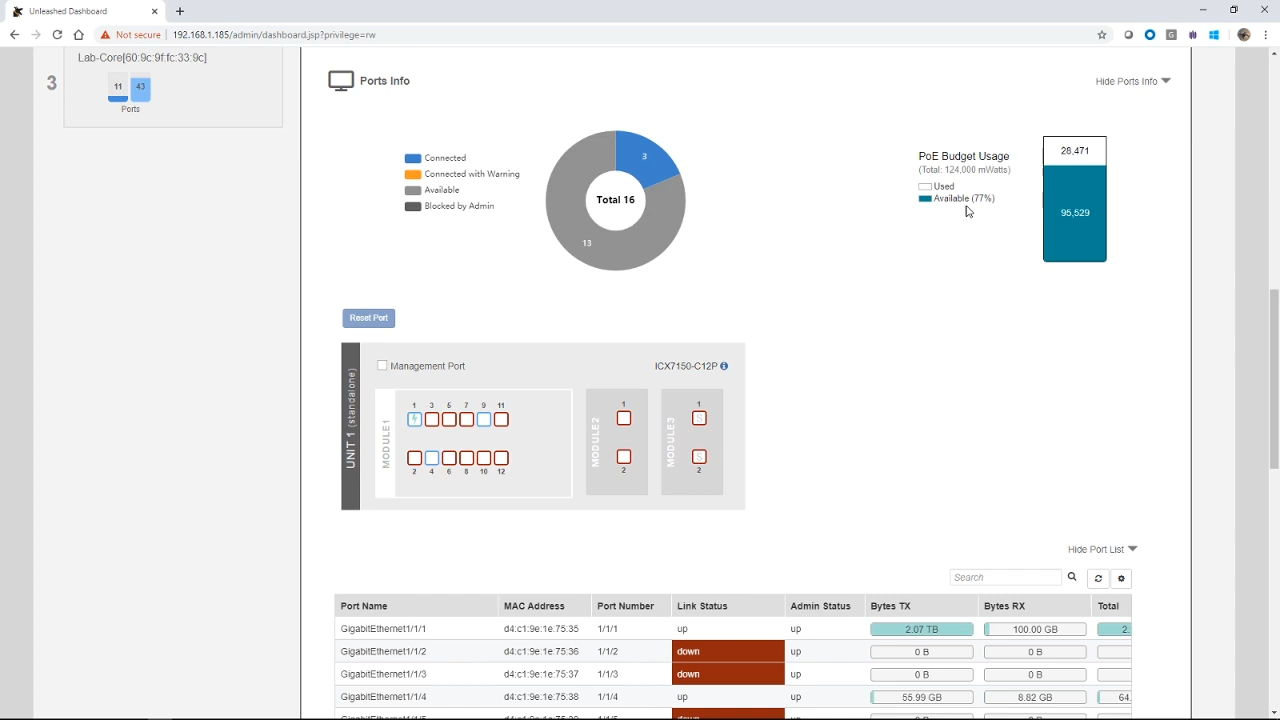 Unleashed Dashboard
Not secure | 192.168.1.185/admin/dashboard.jsp?privilege=rw
Lab-Core[60:9c:9f:fc:33:9c]
3
11 43
Ports
Ports Info
Hide Ports Info
Connected
Connected with Warning
Available
Blocked by Admin
3
Total 16
13
PoE Budget Usage
(Total: 124,000 mWatts)
Used
Available (77%)
28,471
95,529
Reset Port
UNIT 1 (standalone)
Management Port
ICX7150-C12P
MODULE1
1 3 5 7 9 11
2 4 6 8 10 12
MODULE2
1
2
MODULE3
1
S
S
2
Hide Port List
Search
Port Name MAC Address Port Number Link Status Admin Status Bytes TX Bytes RX Total
GigabitEthernet1/1/1 d4:c1:9e:1e:75:35 1/1/1 up up 2.07 TB 100.00 GB 2.
GigabitEthernet1/1/2 d4:c1:9e:1e:75:36 1/1/2 down up 0 B 0 B
GigabitEthernet1/1/3 d4:c1:9e:1e:75:37 1/1/3 down up 0 B 0 B
GigabitEthernet1/1/4 d4:c1:9e:1e:75:38 1/1/4 up up 55.99 GB 8.82 GB 64.